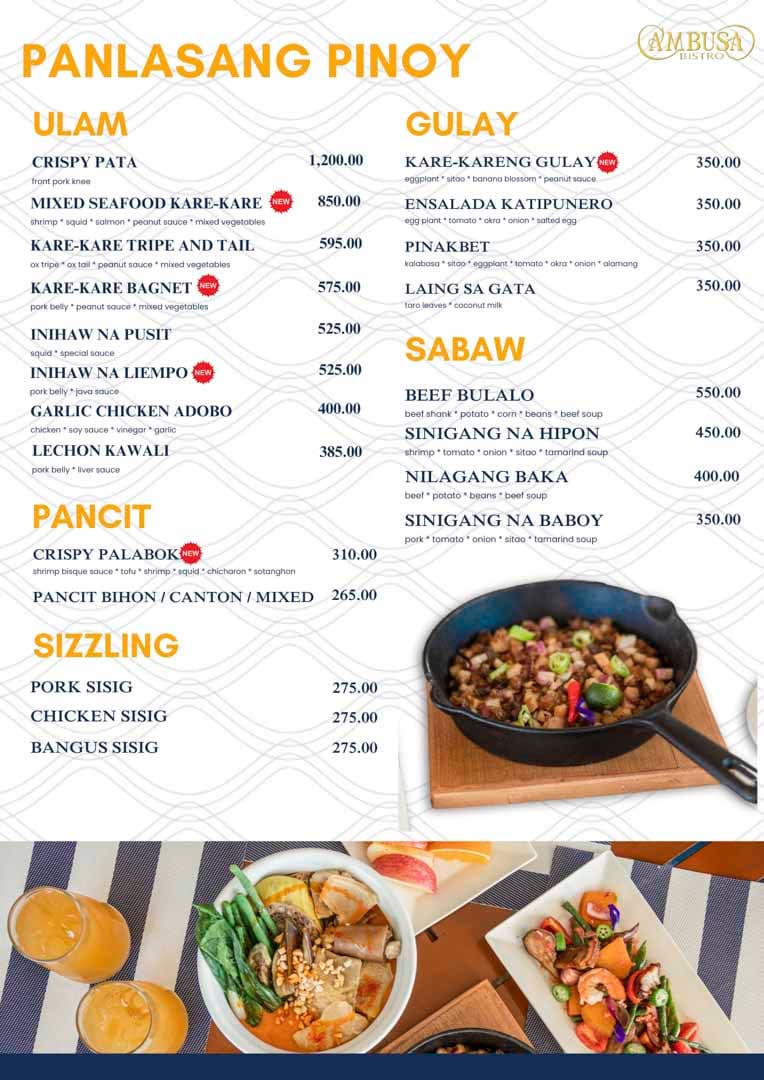 PANLASANG PINOY
AMBUSA
BISTRO
ULAM
CRISPY PATA 1,200.00
front pork knee
MIXED SEAFOOD KARE-KARE NEW 850.00
shrimp * squid * salmon * peanut sauce * mixed vegetables
KARE-KARE TRIPE AND TAIL 595.00
ox tripe * ox tail * peanut sauce * mixed vegetables
KARE-KARE BAGNET NEW 575.00
pork belly * peanut sauce * mixed vegetables
INIHAW NA PUSIT 525.00
squid * special sauce
INIHAW NA LIEMPO NEW 525.00
pork belly * java sauce
GARLIC CHICKEN ADOBO 400.00
chicken * soy sauce * vinegar * garlic
LECHON KAWALI 385.00
pork belly * liver sauce
PANCIT
CRISPY PALABOK NEW 310.00
shrimp bisque sauce * tofu * shrimp * squid * chicharon * sotanghon
PANCIT BIHON / CANTON / MIXED 265.00
SIZZLING
PORK SISIG 275.00
CHICKEN SISIG 275.00
BANGUS SISIG 275.00
GULAY
KARE-KARENG GULAY NEW 350.00
eggplant * sitao * banana blossom * peanut sauce
ENSALADA KATIPUNERO 350.00
egg plant * tomato * okra * onion * salted egg
PINAKBET 350.00
kalabasa * sitao * eggplant * tomato * okra * onion * alamang
LAING SA GATA 350.00
taro leaves * coconut milk
SABAW
BEEF BULALO 550.00
beef shank * potato * corn * beans * beef soup
SINIGANG NA HIPON 450.00
shrimp * tomato * onion * sitao * tamarind soup
NILAGANG BAKA 400.00
beef * potato * beans * beef soup
SINIGANG NA BABOY 350.00
pork * tomato * onion * sitao * tamarind soup